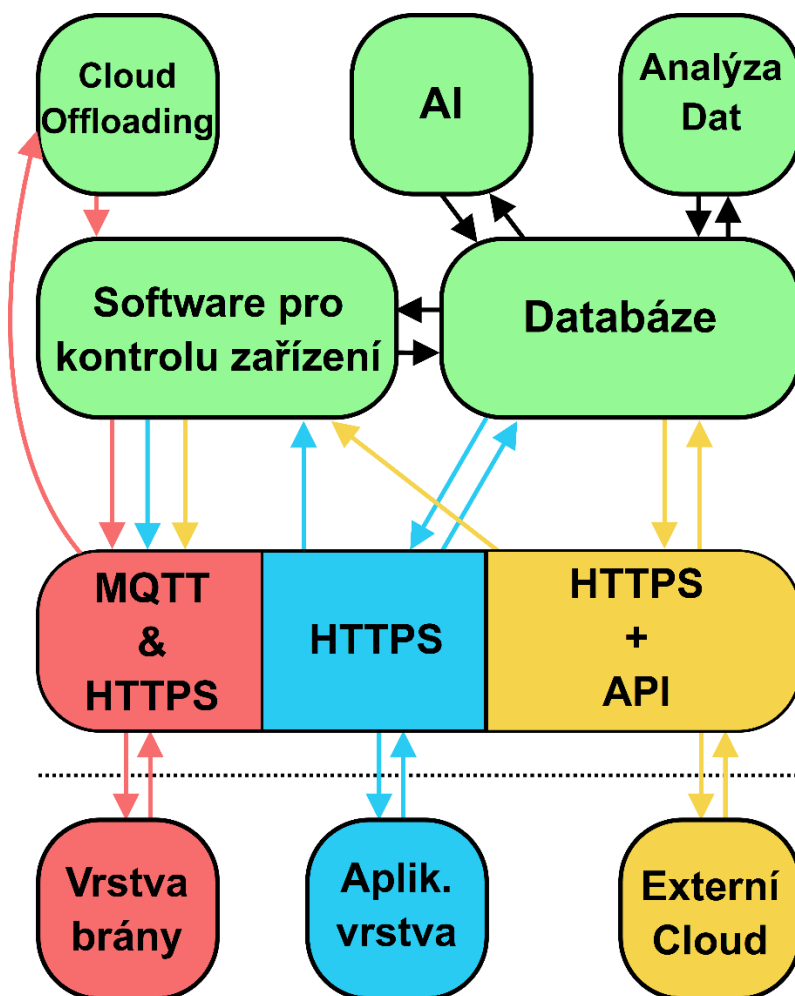 Cloud
Offloading
AI
Analýza
Dat
Software pro
kontrolu zařízení
Databáze
MQTT
&
HTTPS
HTTPS
HTTPS
+
API
Vrstva
brány
Aplik.
vrstva
Externí
Cloud